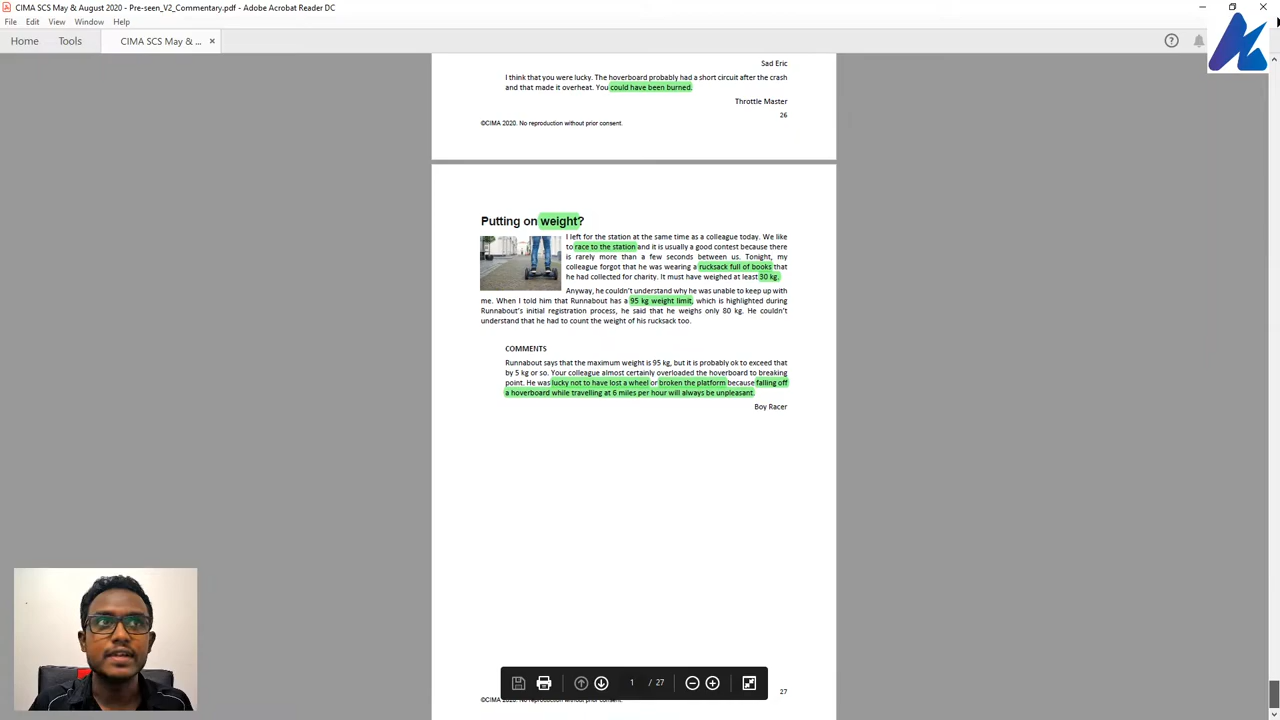 CIMA SCS May & August 2020 - Pre-seen_V2_Commentary.pdf - Adobe Acrobat Reader DC
File Edit View Window Help
Home Tools CIMA SCS May & ... ×
Sad Eric
I think that you were lucky. The hoverboard probably had a short circuit after the crash
and that made it overheat. You could have been burned.
Throttle Master
26
©CIMA 2020. No reproduction without prior consent.
Putting on weight?
I left for the station at the same time as a colleague today. We like
to race to the station and it is usually a good contest because there
is rarely more than a few seconds between us. Tonight, my
colleague forgot that he was wearing a rucksack full of books that
he had collected for charity. It must have weighed at least 30 kg.
Anyway, he couldn't understand why he was unable to keep up with
me. When I told him that Runnabout has a 95 kg weight limit, which is highlighted during
Runnabout's initial registration process, he said that he weighs only 80 kg. He couldn't
understand that he had to count the weight of his rucksack too.
COMMENTS
Runnabout says that the maximum weight is 95 kg, but it is probably ok to exceed that
by 5 kg or so. Your colleague almost certainly overloaded the hoverboard to breaking
point. He was lucky not to have lost a wheel or broken the platform because falling off
a hoverboard while travelling at 6 miles per hour will always be unpleasant.
Boy Racer
1 / 27
27
©CIMA 2020. No reproduction without prior consent.